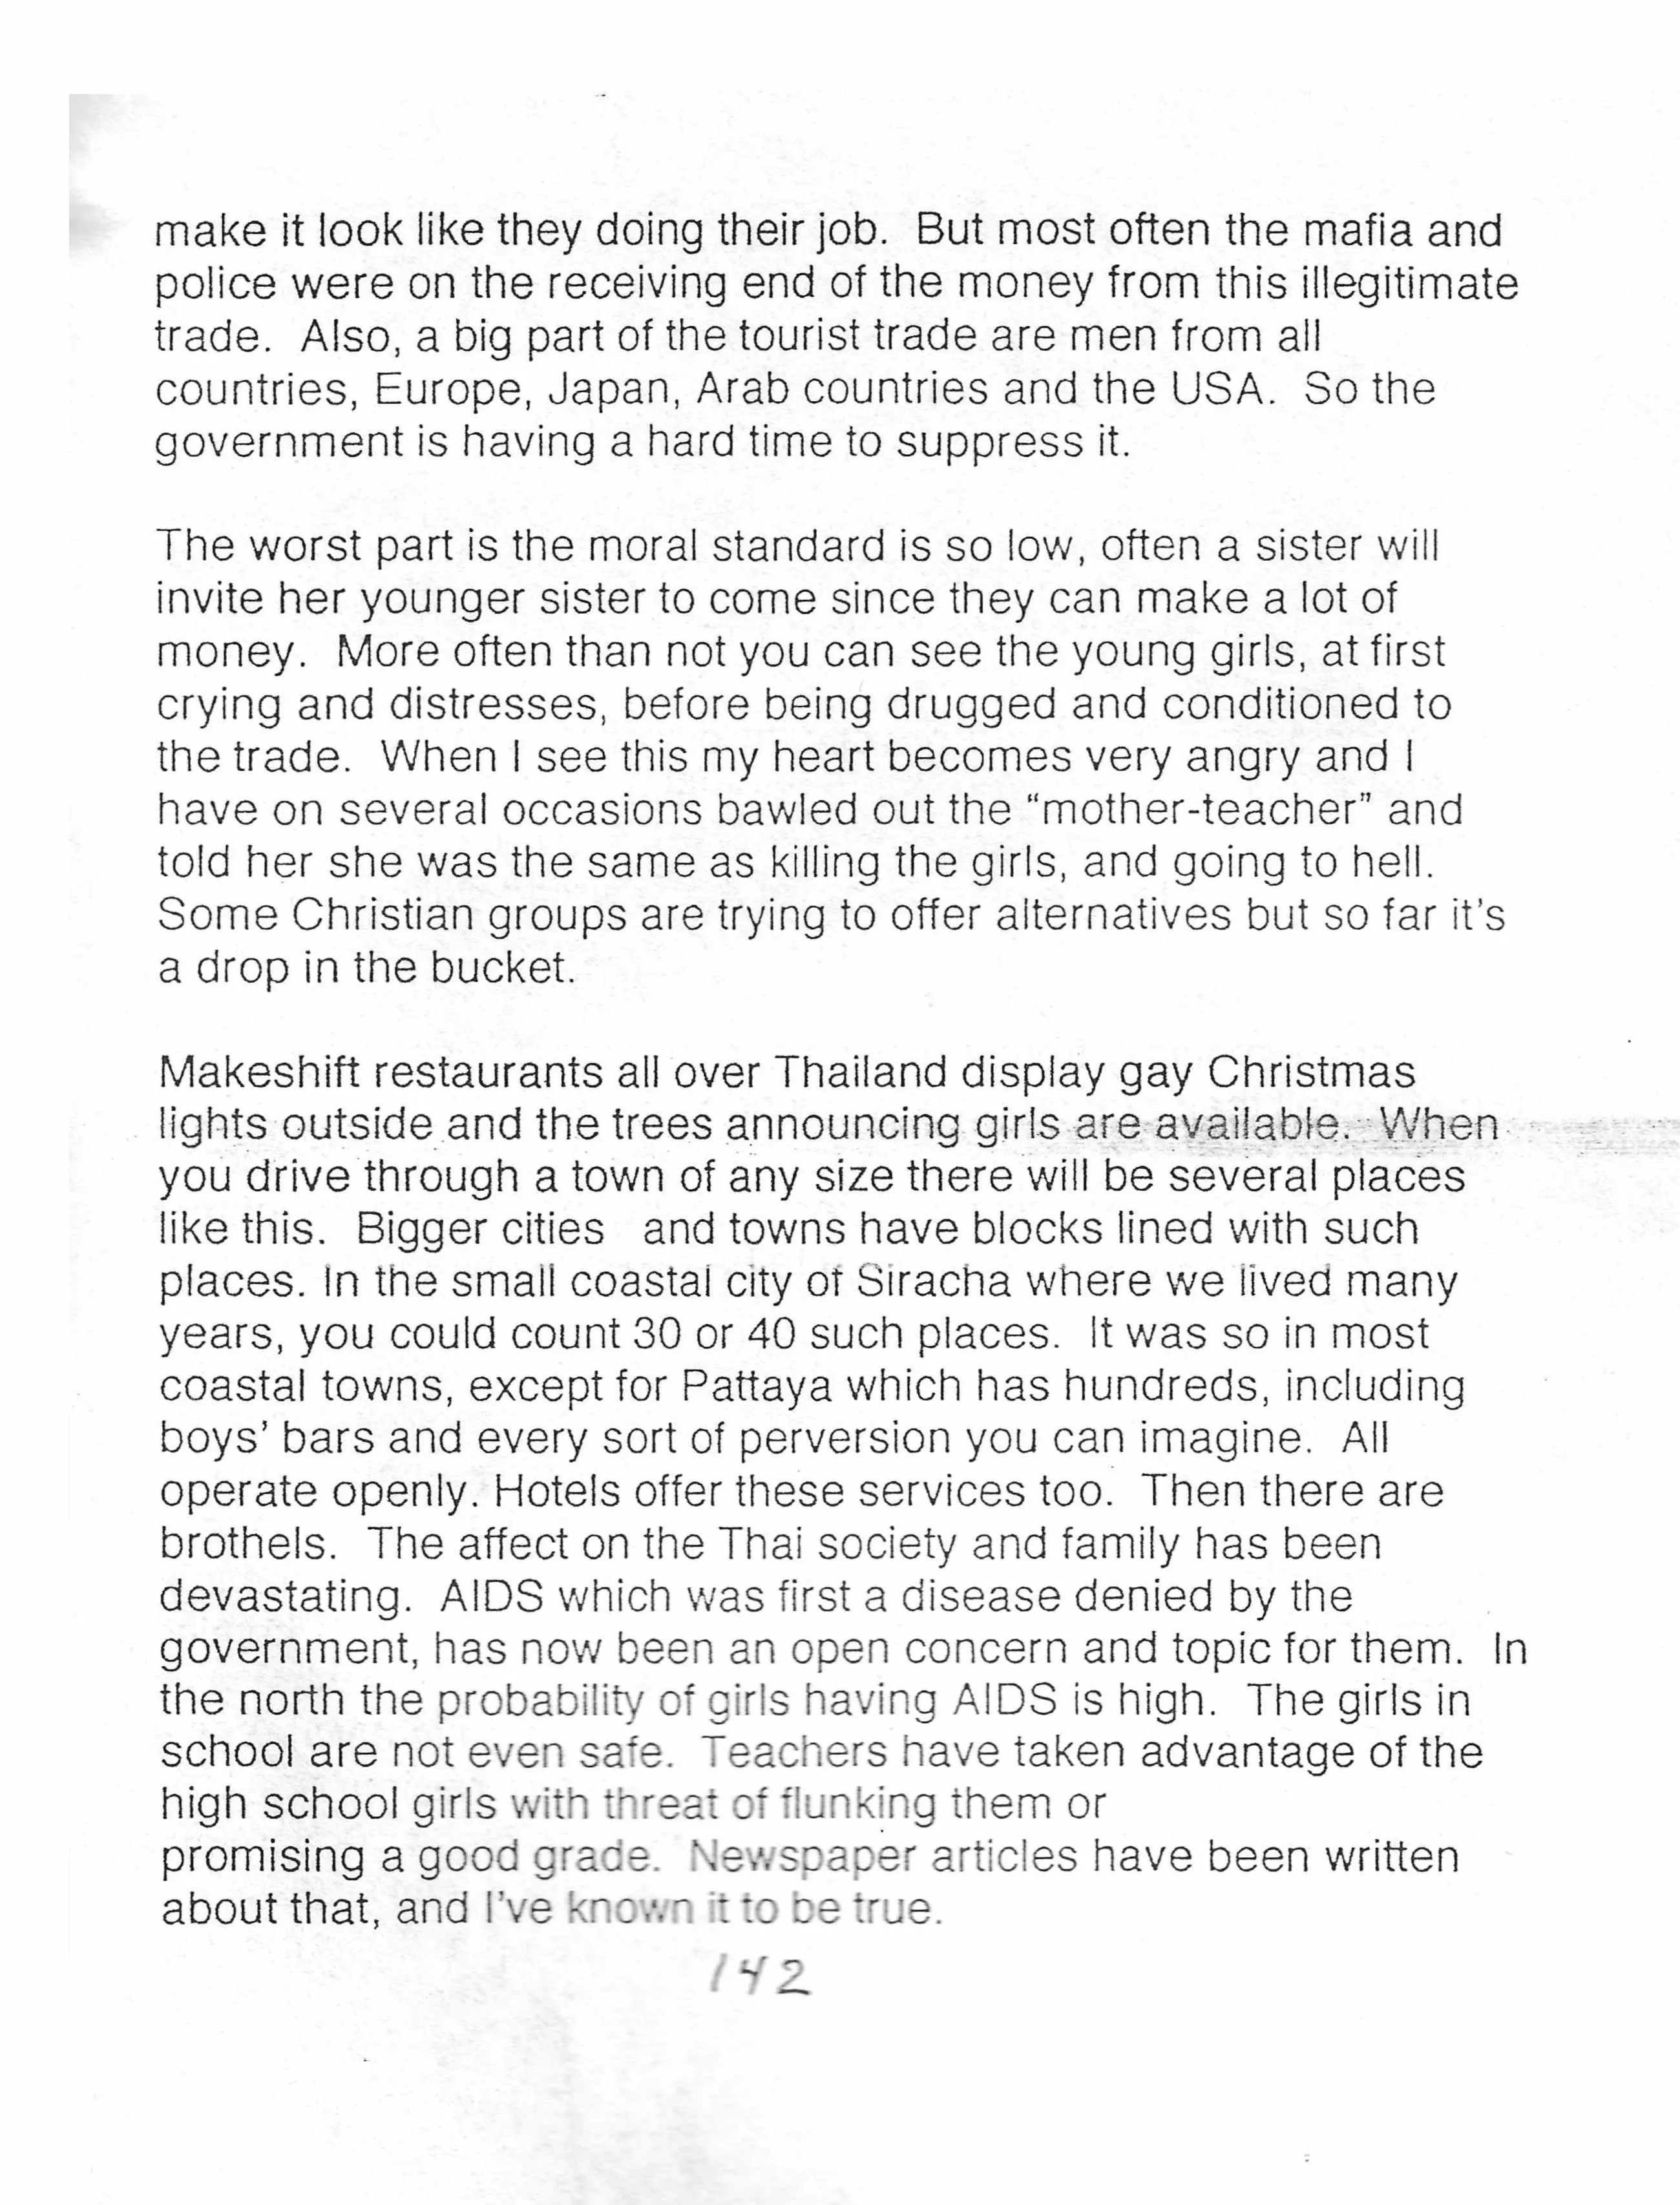 make it look like they doing their job.  But most often the mafia and
police were on the receiving end of the money from this illegitimate
trade.  Also, a big part of the tourist trade are men from all
countries, Europe, Japan, Arab countries and the USA.  So the
government is having a hard time to suppress it.

The worst part is the moral standard is so low, often a sister will
invite her younger sister to come since they can make a lot of
money.  More often than not you can see the young girls, at first
crying and distresses, before being drugged and conditioned to
the trade.  When I see this my heart becomes very angry and I
have on several occasions bawled out the “mother-teacher” and
told her she was the same as killing the girls, and going to hell.
Some Christian groups are trying to offer alternatives but so far it's
a drop in the bucket.

Makeshift restaurants all over Thailand display gay Christmas
lights outside and the trees announcing girls are available.  When
you drive through a town of any size there will be several places
like this.  Bigger cities   and towns have blocks lined with such
places. In the small coastal city of Siracha where we lived many
years, you could count 30 or 40 such places.  It was so in most
coastal towns, except for Pattaya which has hundreds, including
boys’ bars and every sort of perversion you can imagine.  All
operate openly. Hotels offer these services too.  Then there are
brothels.  The affect on the Thai society and family has been
devastating.  AIDS which was first a disease denied by the
government, has now been an open concern and topic for them.  In
the north the probability of girls having AIDS is high.  The girls in
school are not even safe.  Teachers have taken advantage of the
high school girls with threat of flunking them or
promising a good grade.  Newspaper articles have been written
about that, and I've known it to be true.
142